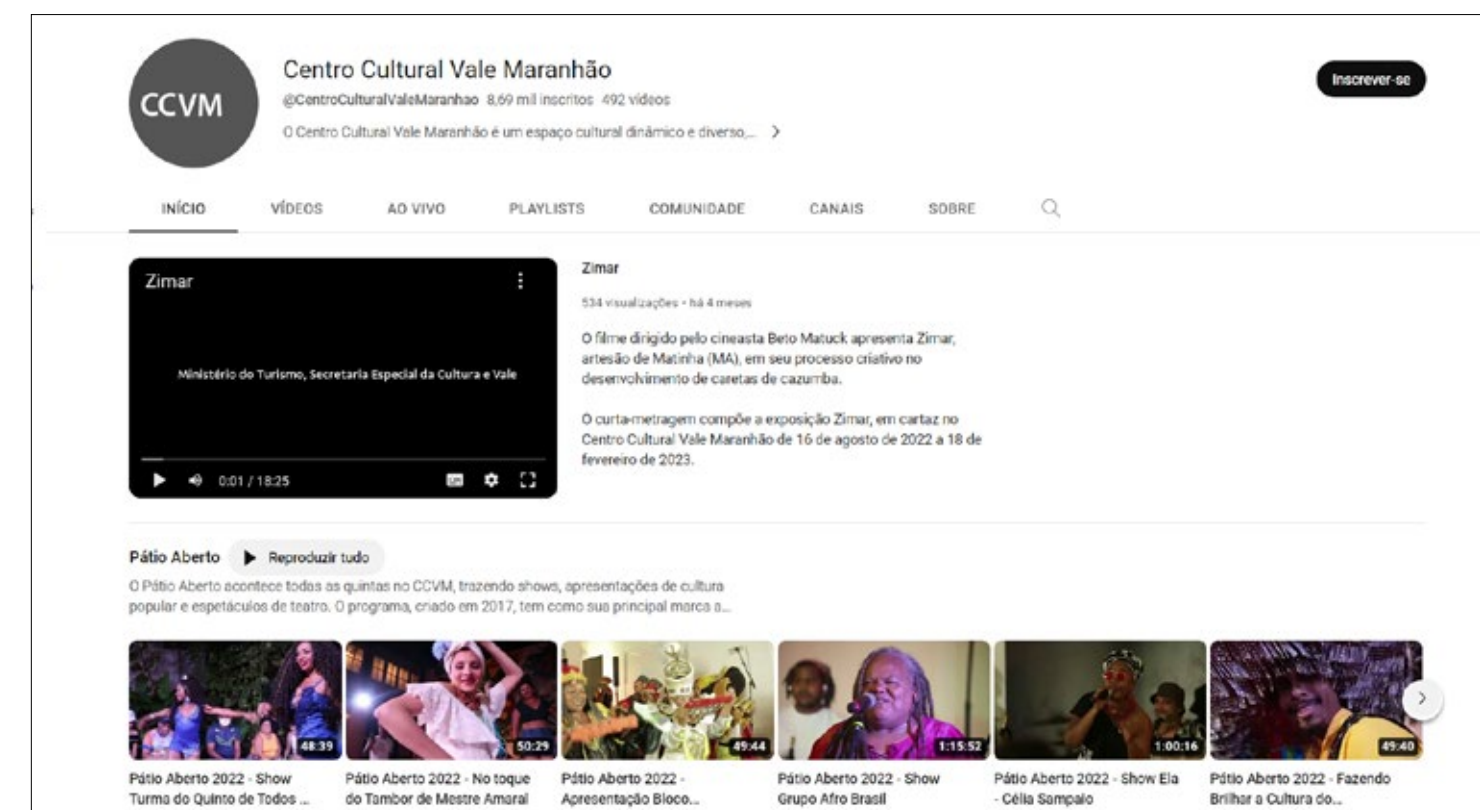 CCVM
Centro Cultural Vale Maranhão
@CentroCulturalValeMaranhao 8,69 mil inscritos 492 vídeos
O Centro Cultural Vale Maranhão é um espaço cultural dinâmico e diverso,...
Inscrever-se
INÍCIO VÍDEOS AO VIVO PLAYLISTS COMUNIDADE CANAIS SOBRE
Zimar
Ministério do Turismo, Secretaria Especial da Cultura e Vale
0:01 / 18:25
Zimar
534 visualizações • há 4 meses
O filme dirigido pelo cineasta Beto Matuck apresenta Zimar,
artesão de Matinha (MA), em seu processo criativo no
desenvolvimento de caretas de cazumba.
O curta-metragem compõe a exposição Zimar, em cartaz no
Centro Cultural Vale Maranhão de 16 de agosto de 2022 a 18 de
fevereiro de 2023.
Pátio Aberto Reproduzir tudo
O Pátio Aberto acontece todas as quintas no CCVM, trazendo shows, apresentações de cultura
popular e espetáculos de teatro. O programa, criado em 2017, tem como sua principal marca a...
48:39
50:29
49:44
1:15:52
1:00:16
49:40
Pátio Aberto 2022 - Show
Turma do Quinto de Todos ...
Pátio Aberto 2022 - No toque
do Tambor de Mestre Amaral
Pátio Aberto 2022 -
Apresentação Bloco...
Pátio Aberto 2022 - Show
Grupo Afro Brasil
Pátio Aberto 2022 - Show Ela
- Célia Sampaio
Pátio Aberto 2022 - Fazendo
Brilhar a Cultura do...